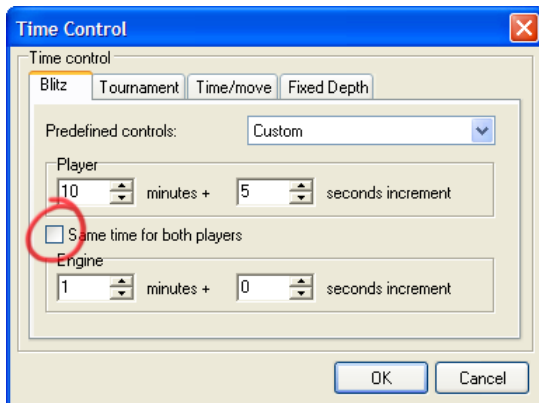 Time Control
Time control
Blitz Tournament Time/move Fixed Depth
Predefined controls: Custom
Player
10 minutes + 5 seconds increment
Same time for both players
Engine
1 minutes + 0 seconds increment
OK Cancel